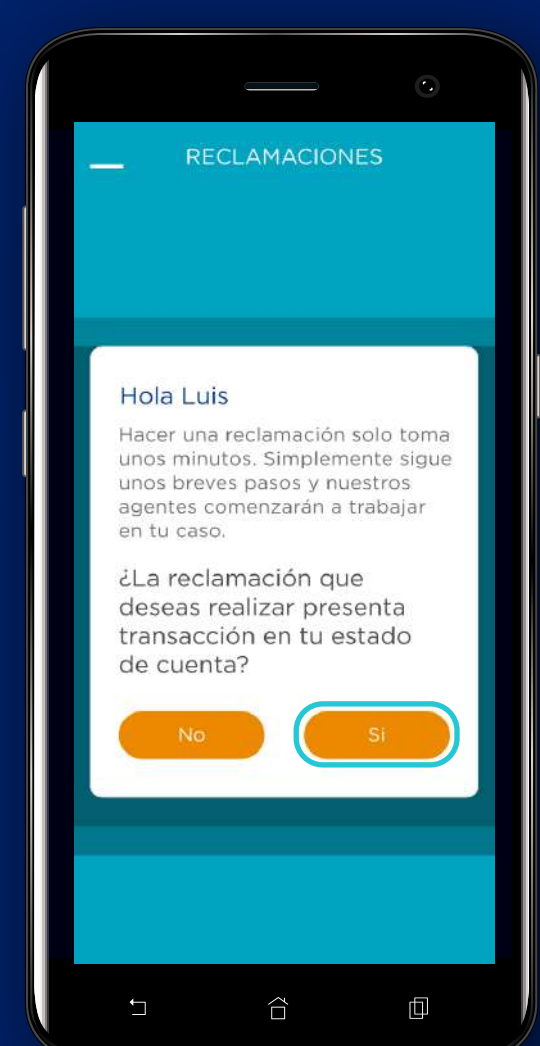 RECLAMACIONES
Hola Luis
Hacer una reclamación solo toma
unos minutos. Simplemente sigue
unos breves pasos y nuestros
agentes comenzarán a trabajar
en tu caso.
¿La reclamación que
deseas realizar presenta
transacción en tu estado
de cuenta?
No
Si